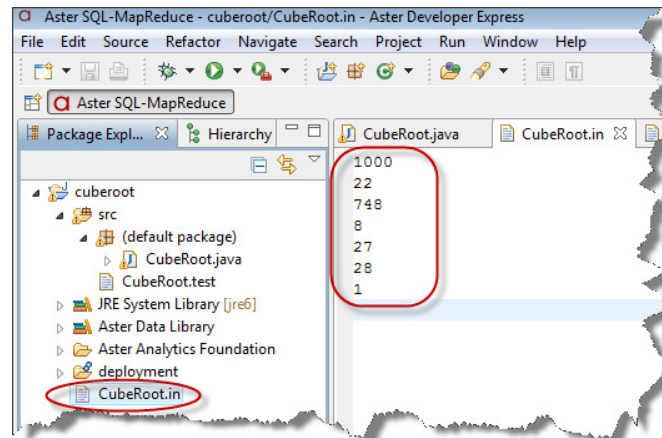 Aster SQL-MapReduce - cuberoot/CubeRoot.in - Aster Developer Express
File Edit Source Refactor Navigate Search Project Run Window Help
Aster SQL-MapReduce
Package Expl... Hierarchy
CubeRoot.java CubeRoot.in
cuberoot
src
(default package)
CubeRoot.java
CubeRoot.test
JRE System Library [jre6]
Aster Data Library
Aster Analytics Foundation
deployment
CubeRoot.in
1000
22
748
8
27
28
1